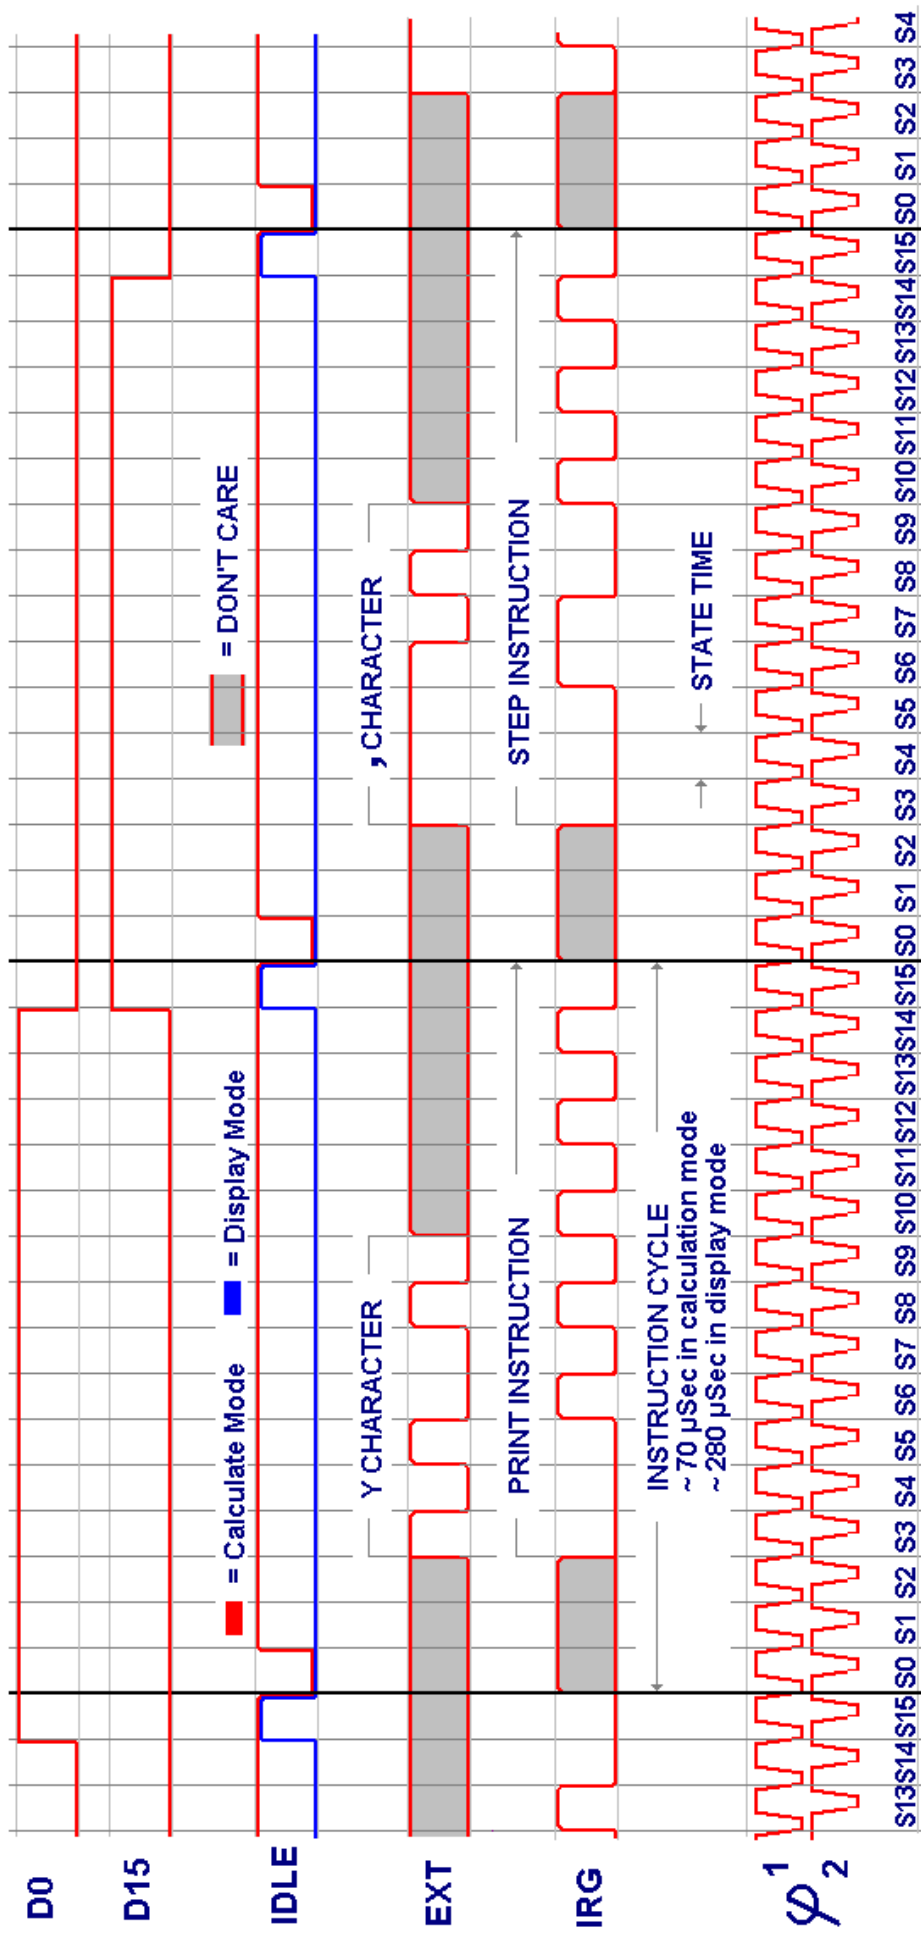 D0
D15
= DON'T CARE
= Calculate Mode
= Display Mode
IDLE
Y CHARACTER
, CHARACTER
EXT
PRINT INSTRUCTION
STEP INSTRUCTION
IRG
INSTRUCTION CYCLE
~ 70 µSec in calculation mode
~ 280 µSec in display mode
STATE TIME
φ 1
2
S13 S14 S15 S0 S1 S2 S3 S4 S5 S6 S7 S8 S9 S10 S11 S12 S13 S14 S15 S0 S1 S2 S3 S4 S5 S6 S7 S8 S9 S10 S11 S12 S13 S14 S15 S0 S1 S2 S3 S4